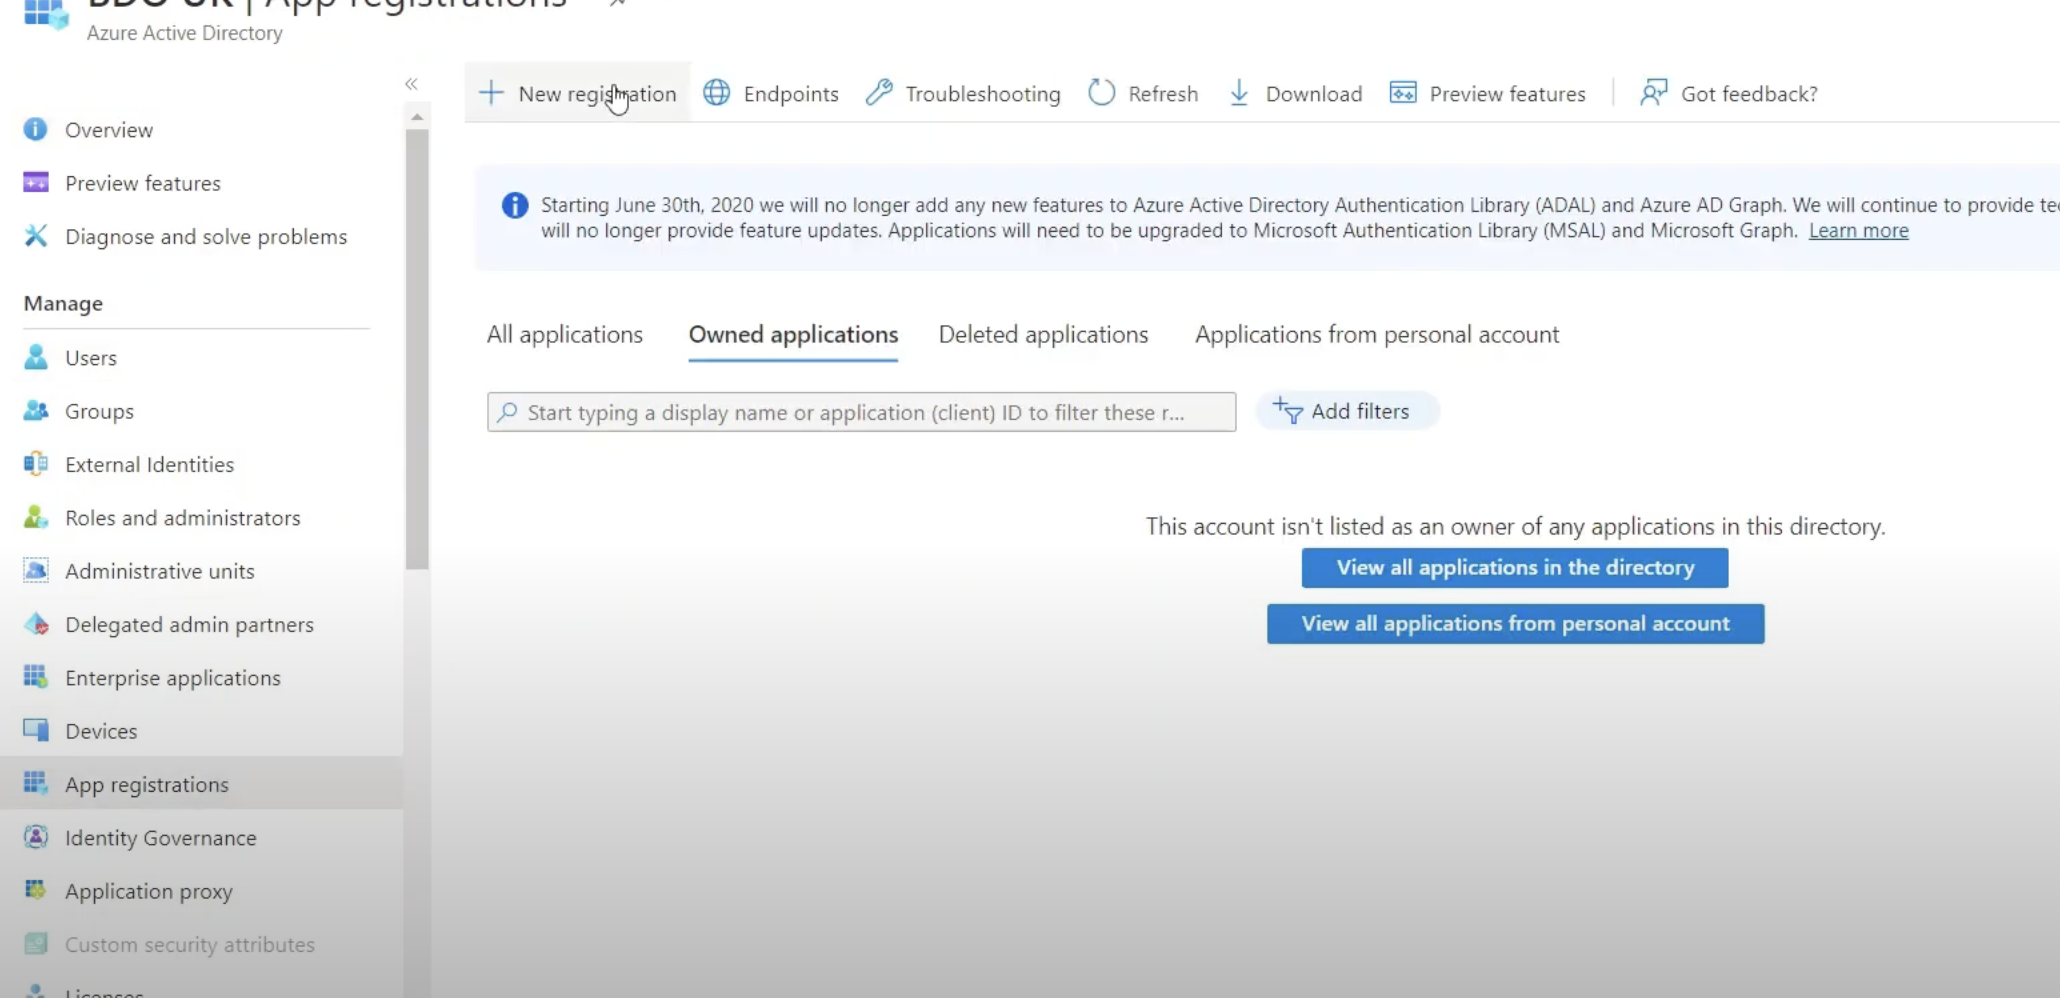 App registrations
Azure Active Directory
New registration
Endpoints
Troubleshooting
Refresh
Download
Preview features
Got feedback?
Overview
Preview features
Diagnose and solve problems
Manage
Users
Groups
External Identities
Roles and administrators
Administrative units
Delegated admin partners
Enterprise applications
Devices
App registrations
Identity Governance
Application proxy
Custom security attributes
Licenses
Starting June 30th, 2020 we will no longer add any new features to Azure Active Directory Authentication Library (ADAL) and Azure AD Graph. We will continue to provide
will no longer provide feature updates. Applications will need to be upgraded to Microsoft Authentication Library (MSAL) and Microsoft Graph. Learn more
All applications
Owned applications
Deleted applications
Applications from personal account
Start typing a display name or application (client) ID to filter these r...
Add filters
This account isn't listed as an owner of any applications in this directory.
View all applications in the directory
View all applications from personal account